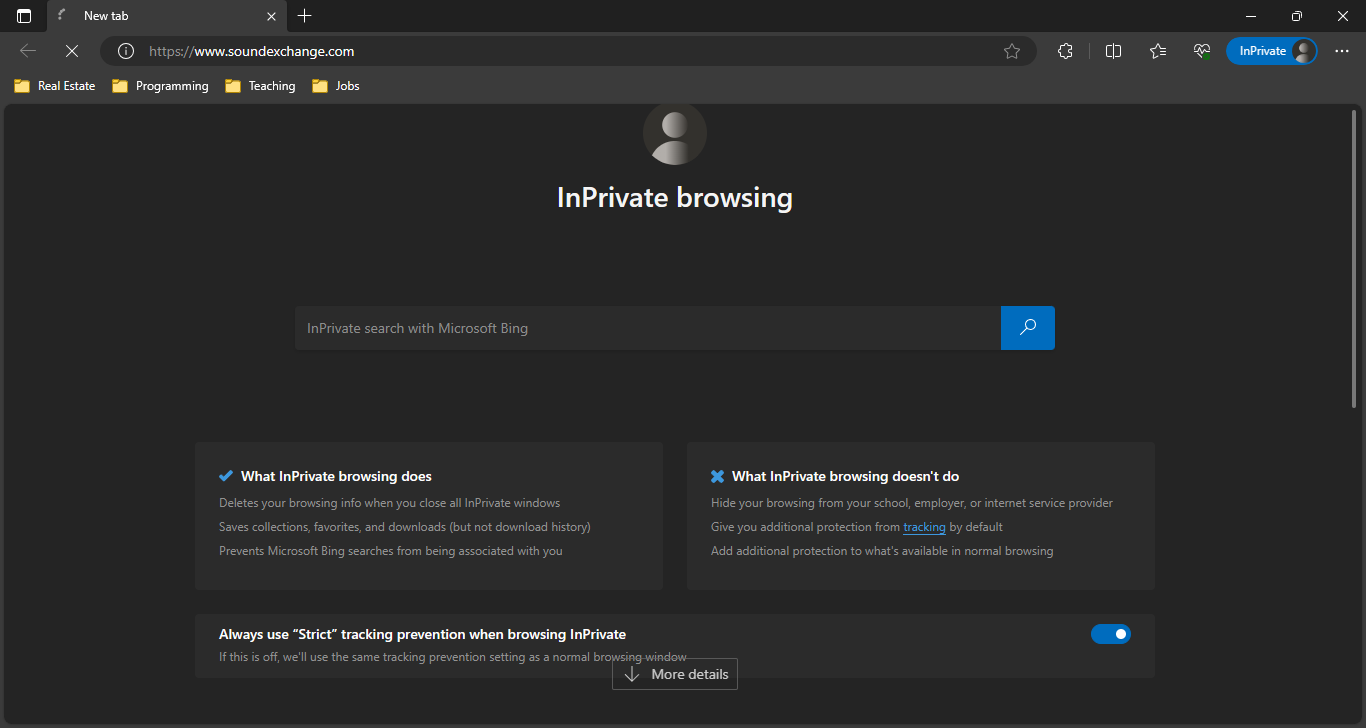 New tab
https://www.soundexchange.com
InPrivate
Real Estate
Programming
Teaching
Jobs
InPrivate browsing
InPrivate search with Microsoft Bing
What InPrivate browsing does
Deletes your browsing info when you close all InPrivate windows
Saves collections, favorites, and downloads (but not download history)
Prevents Microsoft Bing searches from being associated with you
What InPrivate browsing doesn't do
Hide your browsing from your school, employer, or internet service provider
Give you additional protection from tracking by default
Add additional protection to what's available in normal browsing
Always use “Strict” tracking prevention when browsing InPrivate
If this is off, we'll use the same tracking prevention setting as a normal browsing window
More details